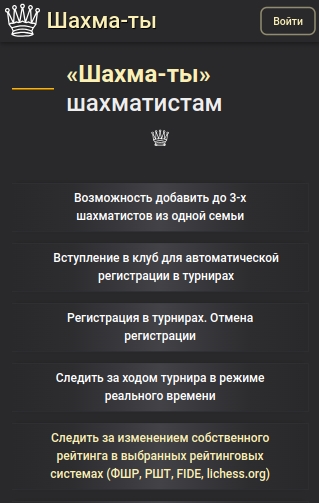 Шахма-ты
Войти
«Шахма-ты»
шахматистам
Возможность добавить до 3-х
шахматистов из одной семьи
Вступление в клуб для автоматической
регистрации в турнирах
Регистрация в турнирах. Отмена
регистрации
Следить за ходом турнира в режиме
реального времени
Следить за изменением собственного
рейтинга в выбранных рейтинговых
системах (ФШР, РШТ, FIDE, lichess.org)